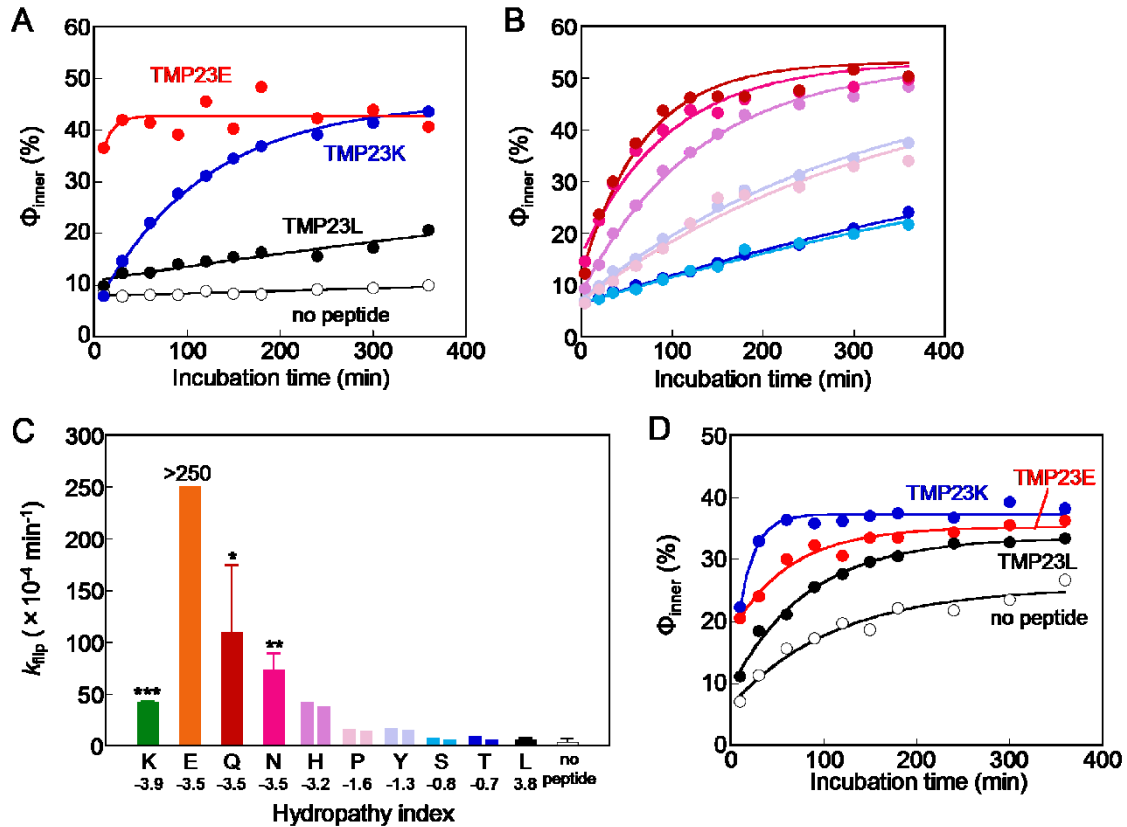 A
60
50
40
30
20
10
0
Φinner (%)
TMP23E
TMP23K
TMP23L
no peptide
0 100 200 300 400
Incubation time (min)
B
60
50
40
30
20
10
0
Φinner (%)
0 100 200 300 400
Incubation time (min)
C
300
250
200
150
100
50
0
kflip ( × 10-4 min-1)
>250
*
**
***
K E Q N H P Y S T L no
peptide
-3.9 -3.5 -3.5 -3.5 -3.2 -1.6 -1.3 -0.8 -0.7 3.8
Hydropathy index
D
50
40
30
20
10
0
Φinner (%)
TMP23E
TMP23K
TMP23L
no peptide
0 100 200 300 400
Incubation time (min)